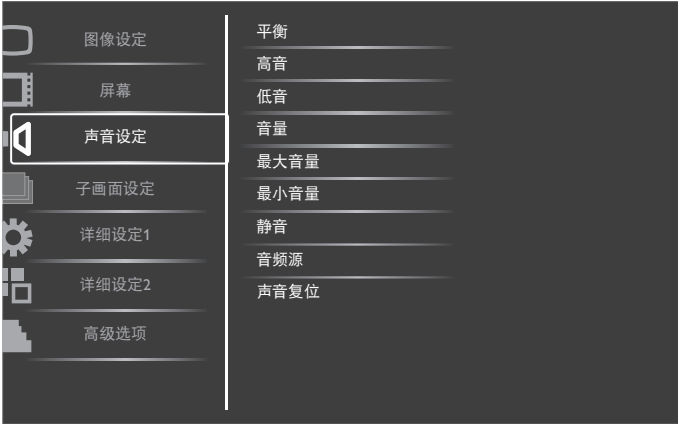 图像设定
屏幕
声音设定
子画面设定
详细设定1
详细设定2
高级选项
平衡
高音
低音
音量
最大音量
最小音量
静音
音频源
声音复位